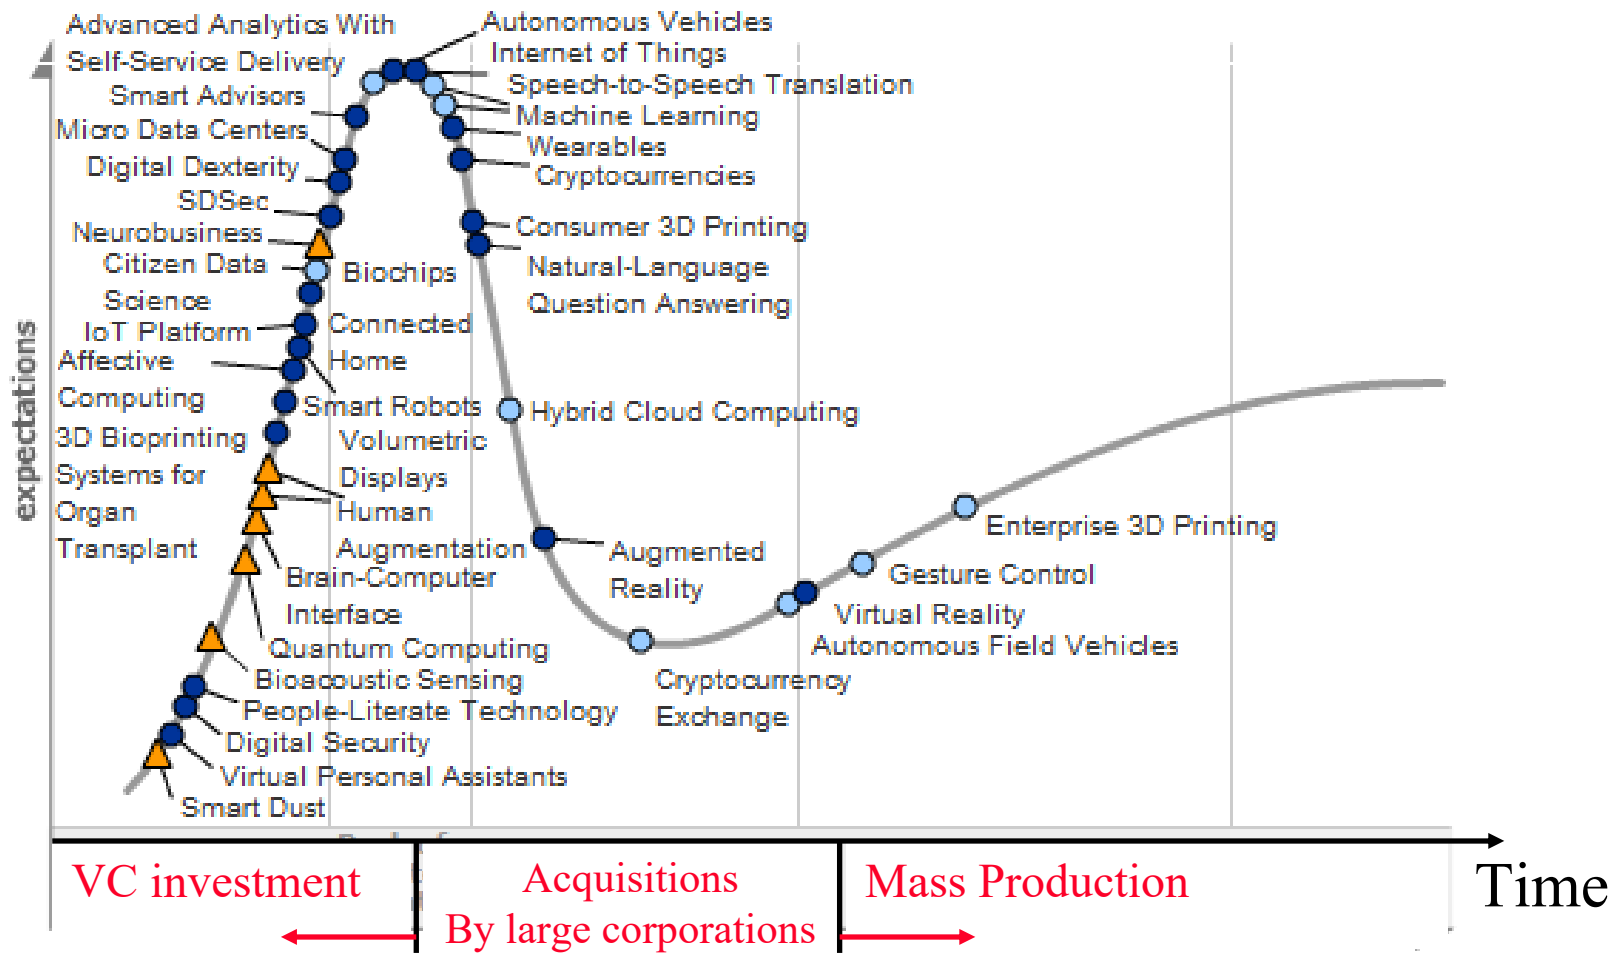 Advanced Analytics With
Self-Service Delivery
Smart Advisors
Micro Data Centers
Digital Dexterity
SDSec
Neurobusiness
Citizen Data
Science
IoT Platform
Affective
Computing
3D Bioprinting
Systems for
Organ
Transplant
Autonomous Vehicles
Internet of Things
Speech-to-Speech Translation
Machine Learning
Wearables
Cryptocurrencies
Consumer 3D Printing
Natural-Language
Question Answering
Biochips
Connected
Home
Smart Robots
Volumetric
Displays
Human
Augmentation
Brain-Computer
Interface
Quantum Computing
Bioacoustic Sensing
People-Literate Technology
Digital Security
Virtual Personal Assistants
Smart Dust
Hybrid Cloud Computing
Augmented
Reality
Cryptocurrency
Exchange
Enterprise 3D Printing
Gesture Control
Virtual Reality
Autonomous Field Vehicles
expectations
VC investment
Acquisitions
By large corporations
Mass Production
Time